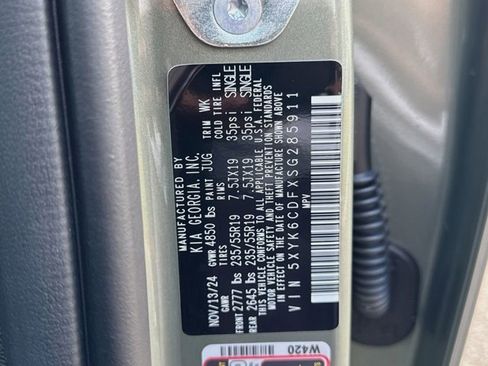 MANUFACTURED BY
KIA GEORGIA, INC.
NOV/13/24 GVWR 4850 lbs PAINT JUG TRIM WK
GAWR TIRES RIMS COLD TIRE INFL
FRONT 2777 lbs 235/55R19 7.5JX19 35psi SINGLE
REAR 2645 lbs 235/55R19 7.5JX19 35psi SINGLE
THIS VEHICLE CONFORMS TO ALL APPLICABLE U.S.A. FEDERAL
MOTOR VEHICLE SAFETY AND THEFT PREVENTION STANDARDS IN
EFFECT ON THE DATE OF MANUFACTURE SHOWN ABOVE
VIN 5XYK6CDFXSG285911
MPV
W420